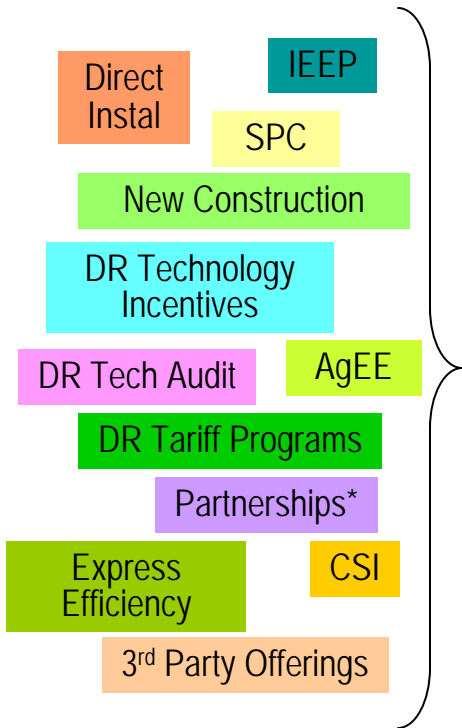 IEEP
Direct
Instal
SPC
New Construction
DR Technology
Incentives
AgEE
DR Tech Audit
DR Tariff Programs
Partnerships*
Express
Efficiency
CSI
3rd Party Offerings